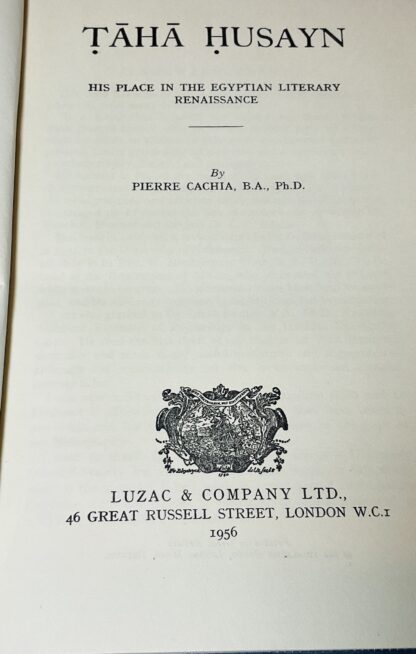 ṬĀHĀ ḤUSAYN
HIS PLACE IN THE EGYPTIAN LITERARY
RENAISSANCE
By
PIERRE CACHIA, B.A., Ph.D.
LUZAC & COMPANY LTD.,
46 GREAT RUSSELL STREET, LONDON W.C.1
1956